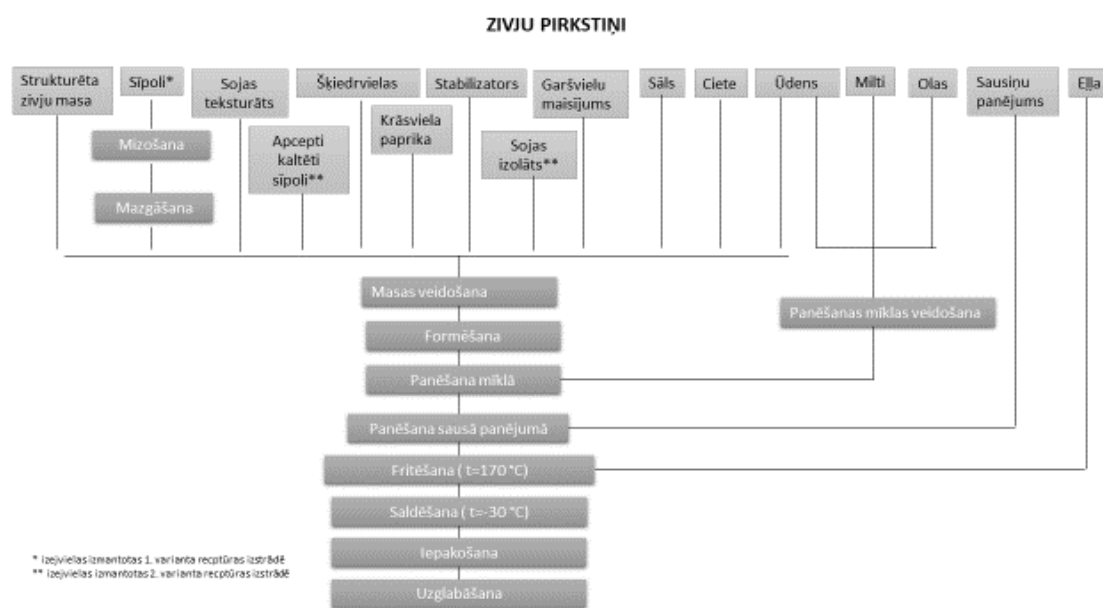 ZIVJU PIRKSTIŅI
Strukturēta
zivju masa
Sīpoli*
Sojas
teksturāts
Šķiedrvielas
Stabilizators
Garšvielu
maisījums
Sāls
Ciete
Ūdens
Milti
Olas
Sausiņu
panējums
Eļļa
Mizošana
Apcepti
kaltēti
sīpoli**
Krāsviela
paprika
Sojas
izolāts**
Mazgāšana
Masas veidošana
Panēšanas mīklas veidošana
Formēšana
Panēšana mīklā
Panēšana sausā panējumā
Fritēšana ( t=170 °C)
Saldēšana ( t=-30 °C)
Iepakošana
Uzglabāšana
* izejvielas izmantotas 1. varianta recptūras izstrādē
** izejvielas izmantotas 2. varianta recptūras izstrādē